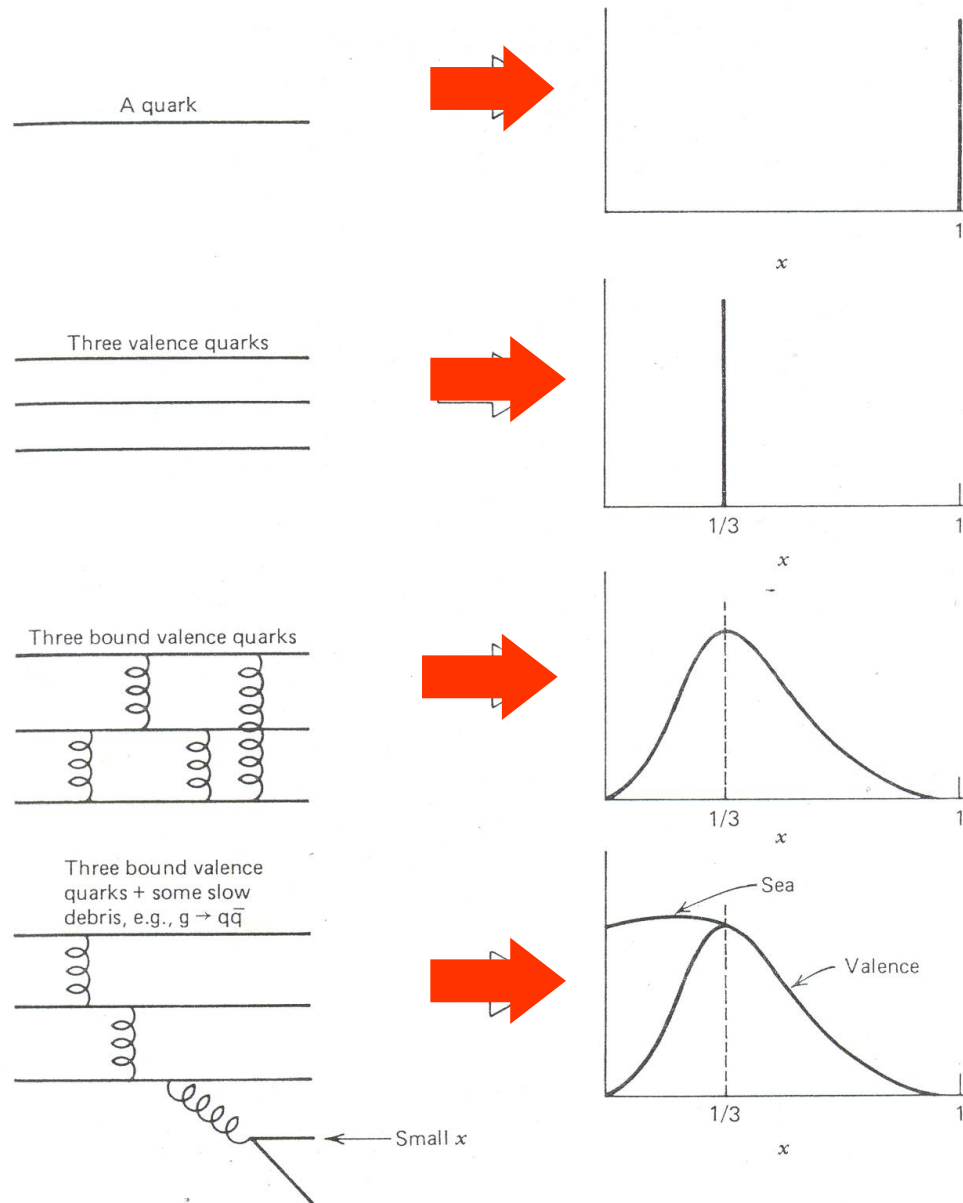 A quark
1
x
Three valence quarks
1/3
1
x
Three bound valence quarks
1/3
1
x
Three bound valence
quarks + some slow
debris, e.g., g → qq̄
Sea
Valence
1/3
1
Small x
x